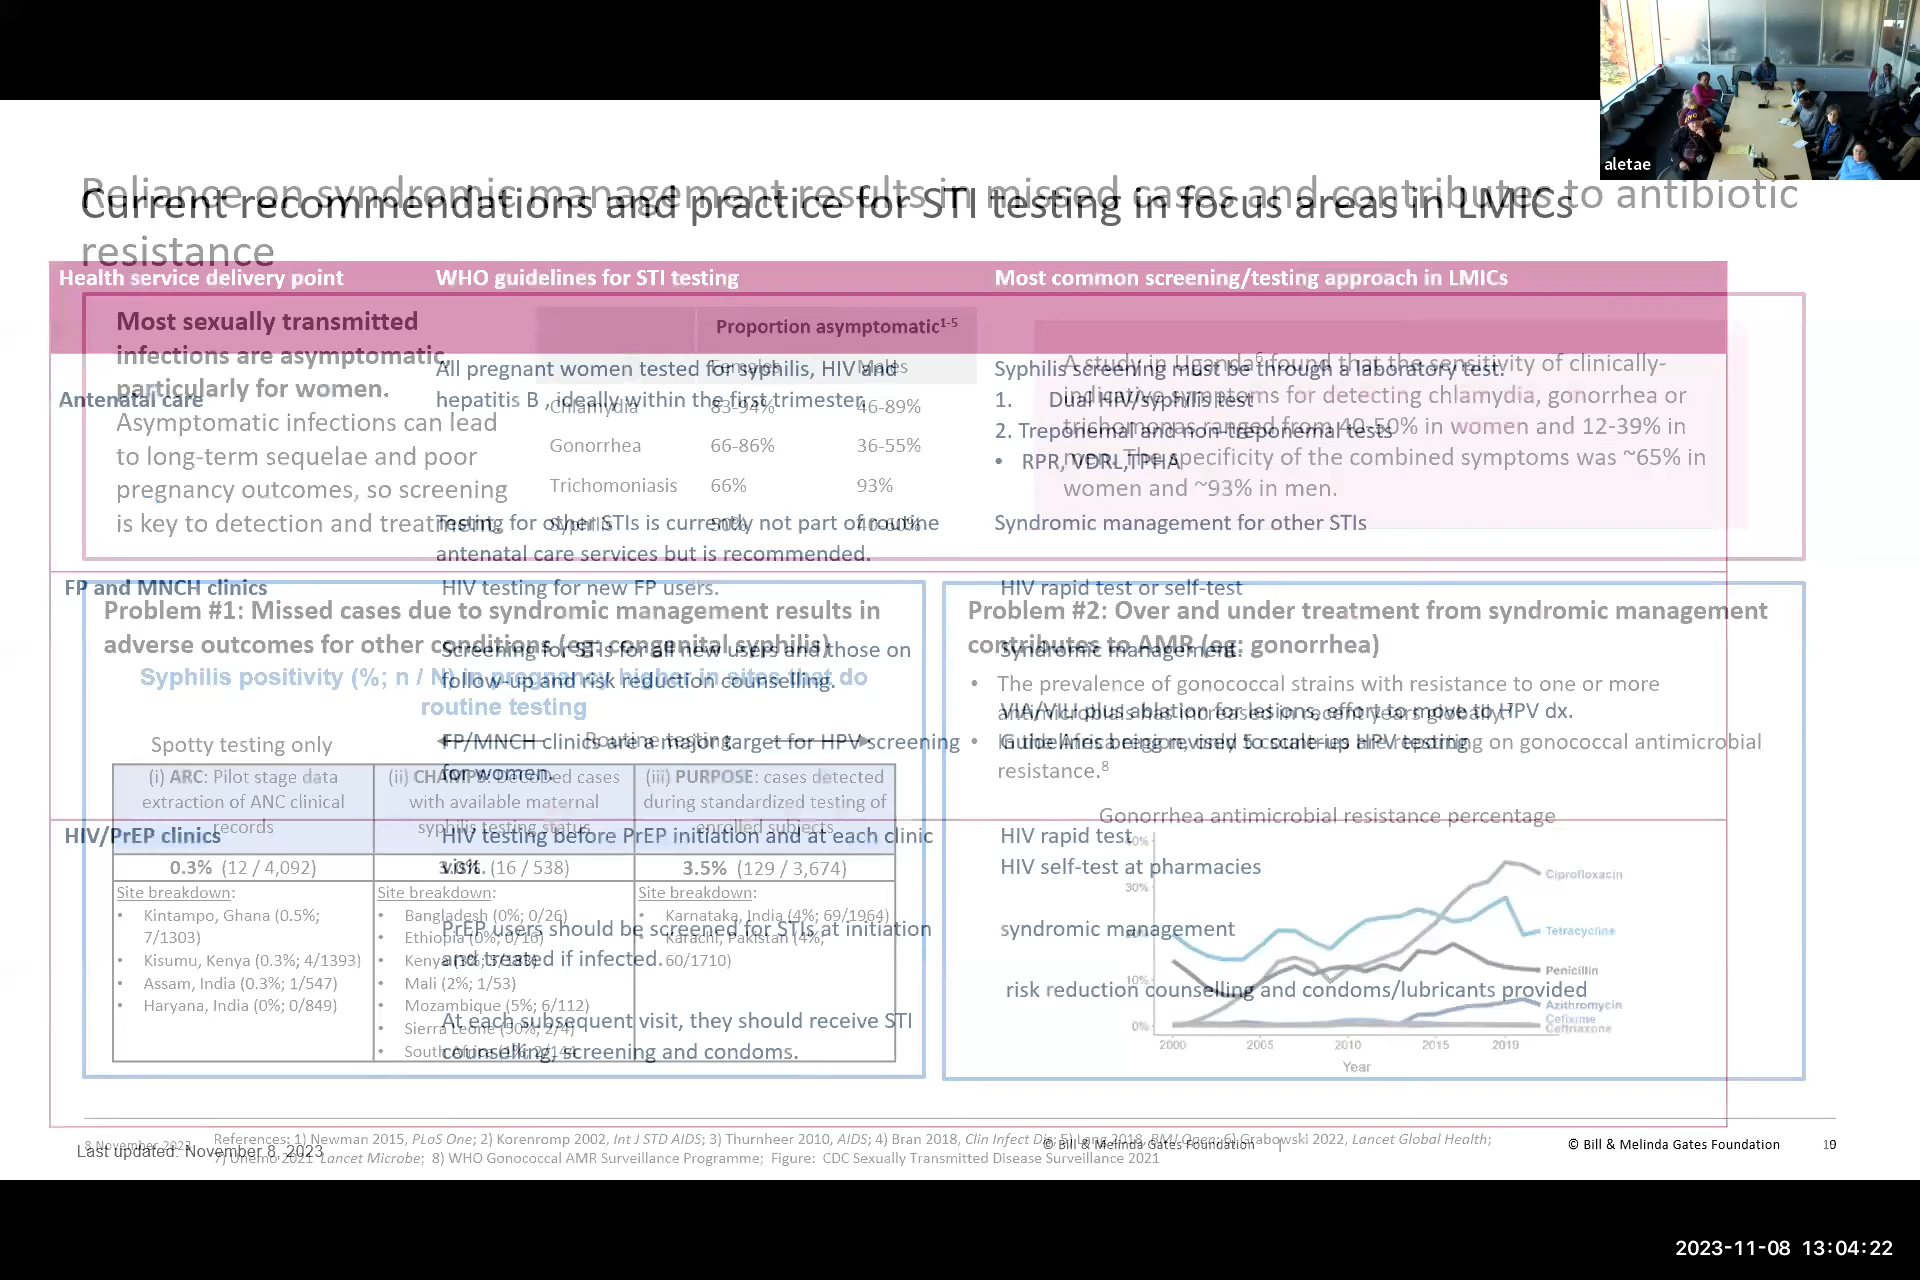 aletae
Reliance on syndromic management results in missed cases and contributes to antibiotic
resistance
Most sexually transmitted
infections are asymptomatic,
particularly for women.
Asymptomatic infections can lead
to long-term sequelae and poor
pregnancy outcomes, so screening
is key to detection and treatment.
Proportion asymptomatic1-5
Females Males
Chlamydia 83-94% 46-89%
Gonorrhea 66-86% 36-55%
Trichomoniasis 66% 93%
Syphilis 50% 40-60%
A study in Uganda6 found that the sensitivity of clinically-
indicative symptoms for detecting chlamydia, gonorrhea or
trichomonas ranged from 40-50% in women and 12-39% in
men. The specificity of the combined symptoms was ~65% in
women and ~93% in men.
Problem #1: Missed cases due to syndromic management results in
adverse outcomes for other conditions (eg: congenital syphilis)
Syphilis positivity (%; n / N) in pregnancy higher in sites that do
routine testing
Spotty testing only
Routine testing
(i) ARC: Pilot stage data
extraction of ANC clinical
records
(ii) CHAMPS: DeCoDed cases
with available maternal
syphilis testing status
(iii) PURPOSE: cases detected
during standardized testing of
enrolled subjects
0.3% (12 / 4,092)
(16 / 538)
3.5% (129 / 3,674)
Site breakdown:
• Kintampo, Ghana (0.5%;
7/1303)
• Kisumu, Kenya (0.3%; 4/1393)
• Assam, India (0.3%; 1/547)
• Haryana, India (0%; 0/849)
Site breakdown:
• Bangladesh (0%; 0/26)
• Ethiopia (0%; 0/16)
• Kenya
• Mali (2%; 1/53)
• Mozambique (5%; 6/112)
• Sierra Leone (50%; 2/4)
• South Africa
Site breakdown:
• Karnataka, India (4%; 69/1964)
• Karachi, Pakistan (4%;
60/1710)
Problem #2: Over and under treatment from syndromic management
contributes to AMR (eg: gonorrhea)
• The prevalence of gonococcal strains with resistance to one or more
antimicrobials has increased in recent years globally.7
• In the Africa region, only 5 countries are reporting on gonococcal antimicrobial
resistance.8
Gonorrhea antimicrobial resistance percentage
40%
30%
20%
10%
0%
2000 2005 2010 2015 2019
Year
Ciprofloxacin
Tetracycline
Penicillin
Azithromycin
Cefixime
Ceftriaxone
8 November 2023
References: 1) Newman 2015, PLoS One; 2) Korenromp 2002, Int J STD AIDS; 3) Thurnheer 2010, AIDS; 4) Bran 2018, Clin Infect Dis; 5) Long 2018, BMJ Open; 6) Grabowski 2022, Lancet Global Health;
7) Unemo 2021 Lancet Microbe; 8) WHO Gonococcal AMR Surveillance Programme; Figure: CDC Sexually Transmitted Disease Surveillance 2021
© Bill & Melinda Gates Foundation |
Current recommendations and practice for STI testing in focus areas in LMICs
Health service delivery point WHO guidelines for STI testing Most common screening/testing approach in LMICs
Antenatal care
All pregnant women tested for syphilis, HIV and
hepatitis B , ideally within the first trimester.
Testing for other STIs is currently not part of routine
antenatal care services but is recommended.
Syphilis screening must be through a laboratory test:
1. Dual HIV/syphilis test
2. Treponemal and non-treponemal tests
• RPR, VDRL,TPHA
Syndromic management for other STIs
FP and MNCH clinics
HIV testing for new FP users.
Screening for STIs for all new users and those on
follow-up and risk reduction counselling.
FP/MNCH clinics are a major target for HPV screening
for women.
HIV rapid test or self-test
Syndromic management.
VIA/VILI plus ablation for lesions, effort to move to HPV dx.
Guidelines being revised to scale-up HPV testing
HIV/PrEP clinics
HIV testing before PrEP initiation and at each clinic
visit.
PrEP users should be screened for STIs at initiation
and treated if infected.
At each subsequent visit, they should receive STI
counselling, screening and condoms.
HIV rapid test
HIV self-test at pharmacies
syndromic management
risk reduction counselling and condoms/lubricants provided
Last updated: November 8, 2023
© Bill & Melinda Gates Foundation
2023-11-08 13:04:22